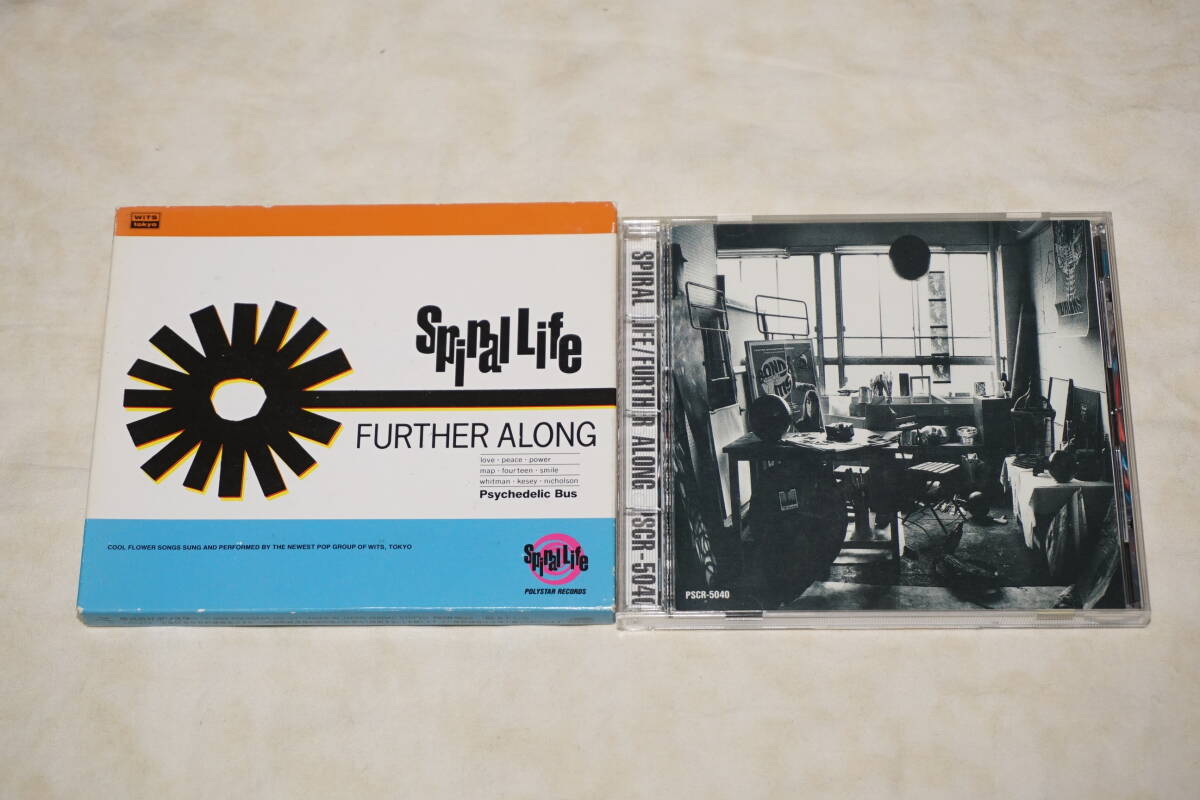 WITS
tokyo
Spiral Life
FURTHER ALONG
love・peace・power
map・fourteen・smile
whitman・kesey・nicholson
Psychedelic Bus
COOL FLOWER SONGS SUNG AND PERFORMED BY THE NEWEST POP GROUP OF WITS, TOKYO
Spiral Life
POLYSTAR RECORDS
SPIRAL LIFE/FURTHER ALONG PSCR-5040
PSCR-5040